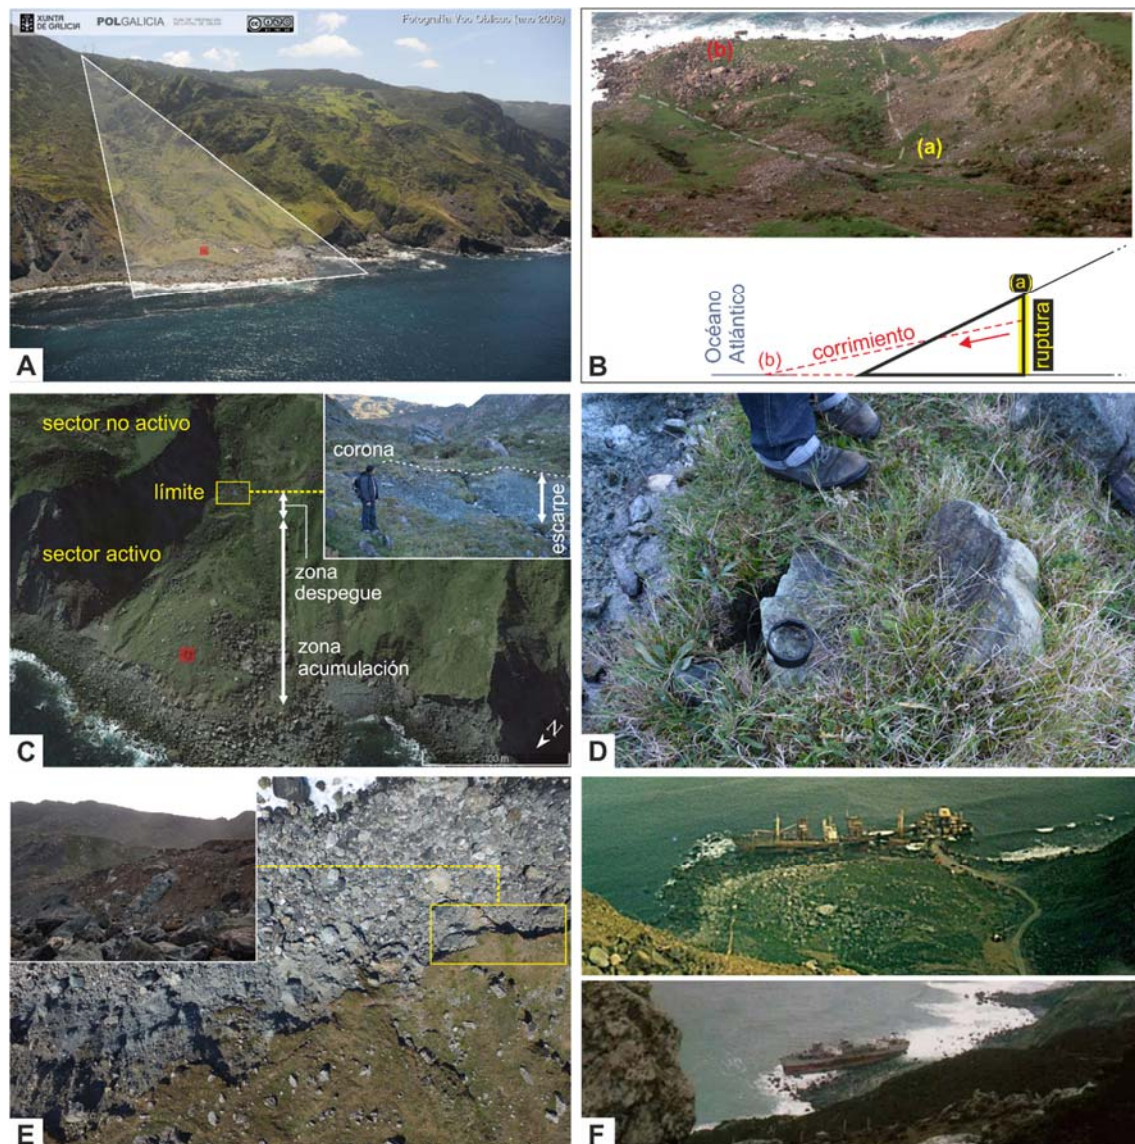 XUNTA
DE GALICIA
POLGALICIA
Fotografía Voo Oblicuo (ano 2008)
A
(b)
(a)
Océano
Atlántico
(b)
corrimiento
(a)
ruptura
B
sector no activo
límite
sector activo
corona
escarpe
zona
despegue
zona
acumulación
N
100 m
C
D
E
F